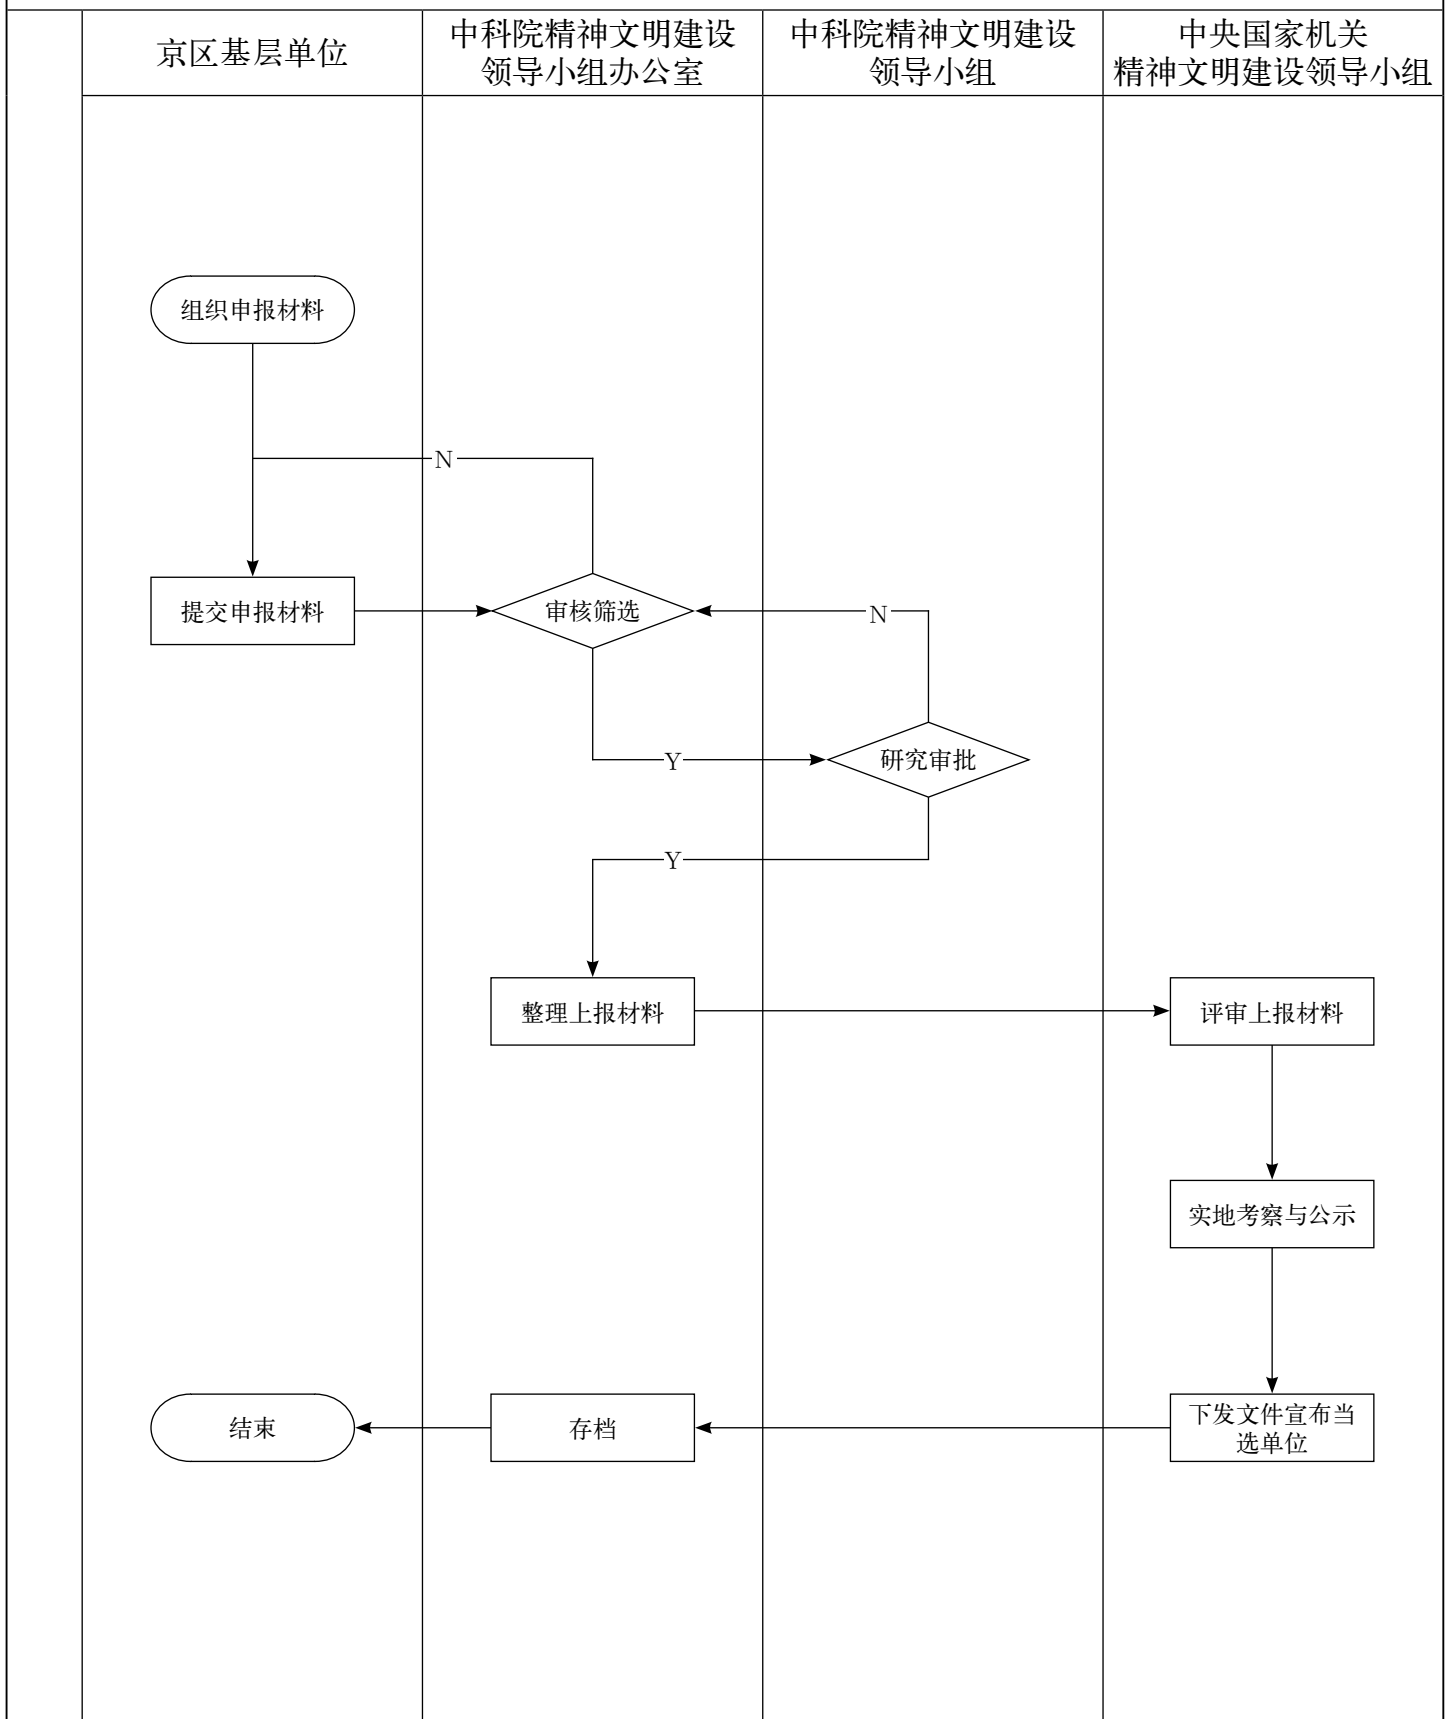 京区基层单位
中科院精神文明建设
领导小组办公室
中科院精神文明建设
领导小组
中央国家机关
精神文明建设领导小组
组织申报材料
N
提交申报材料
审核筛选
N
Y
研究审批
Y
整理上报材料
评审上报材料
实地考察与公示
结束
存档
下发文件宣布当
选单位